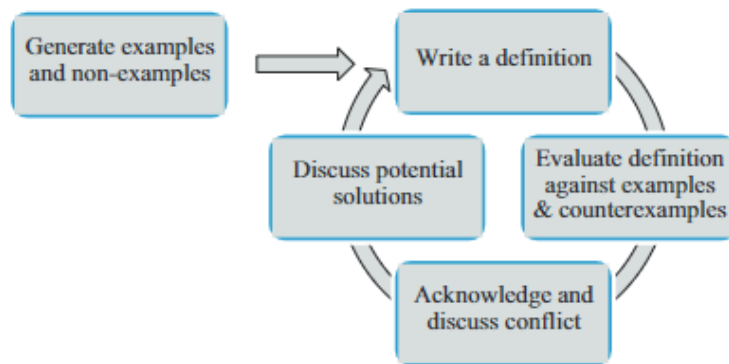 Generate examples
and non-examples
Write a definition
Evaluate definition
against examples
& counterexamples
Acknowledge and
discuss conflict
Discuss potential
solutions